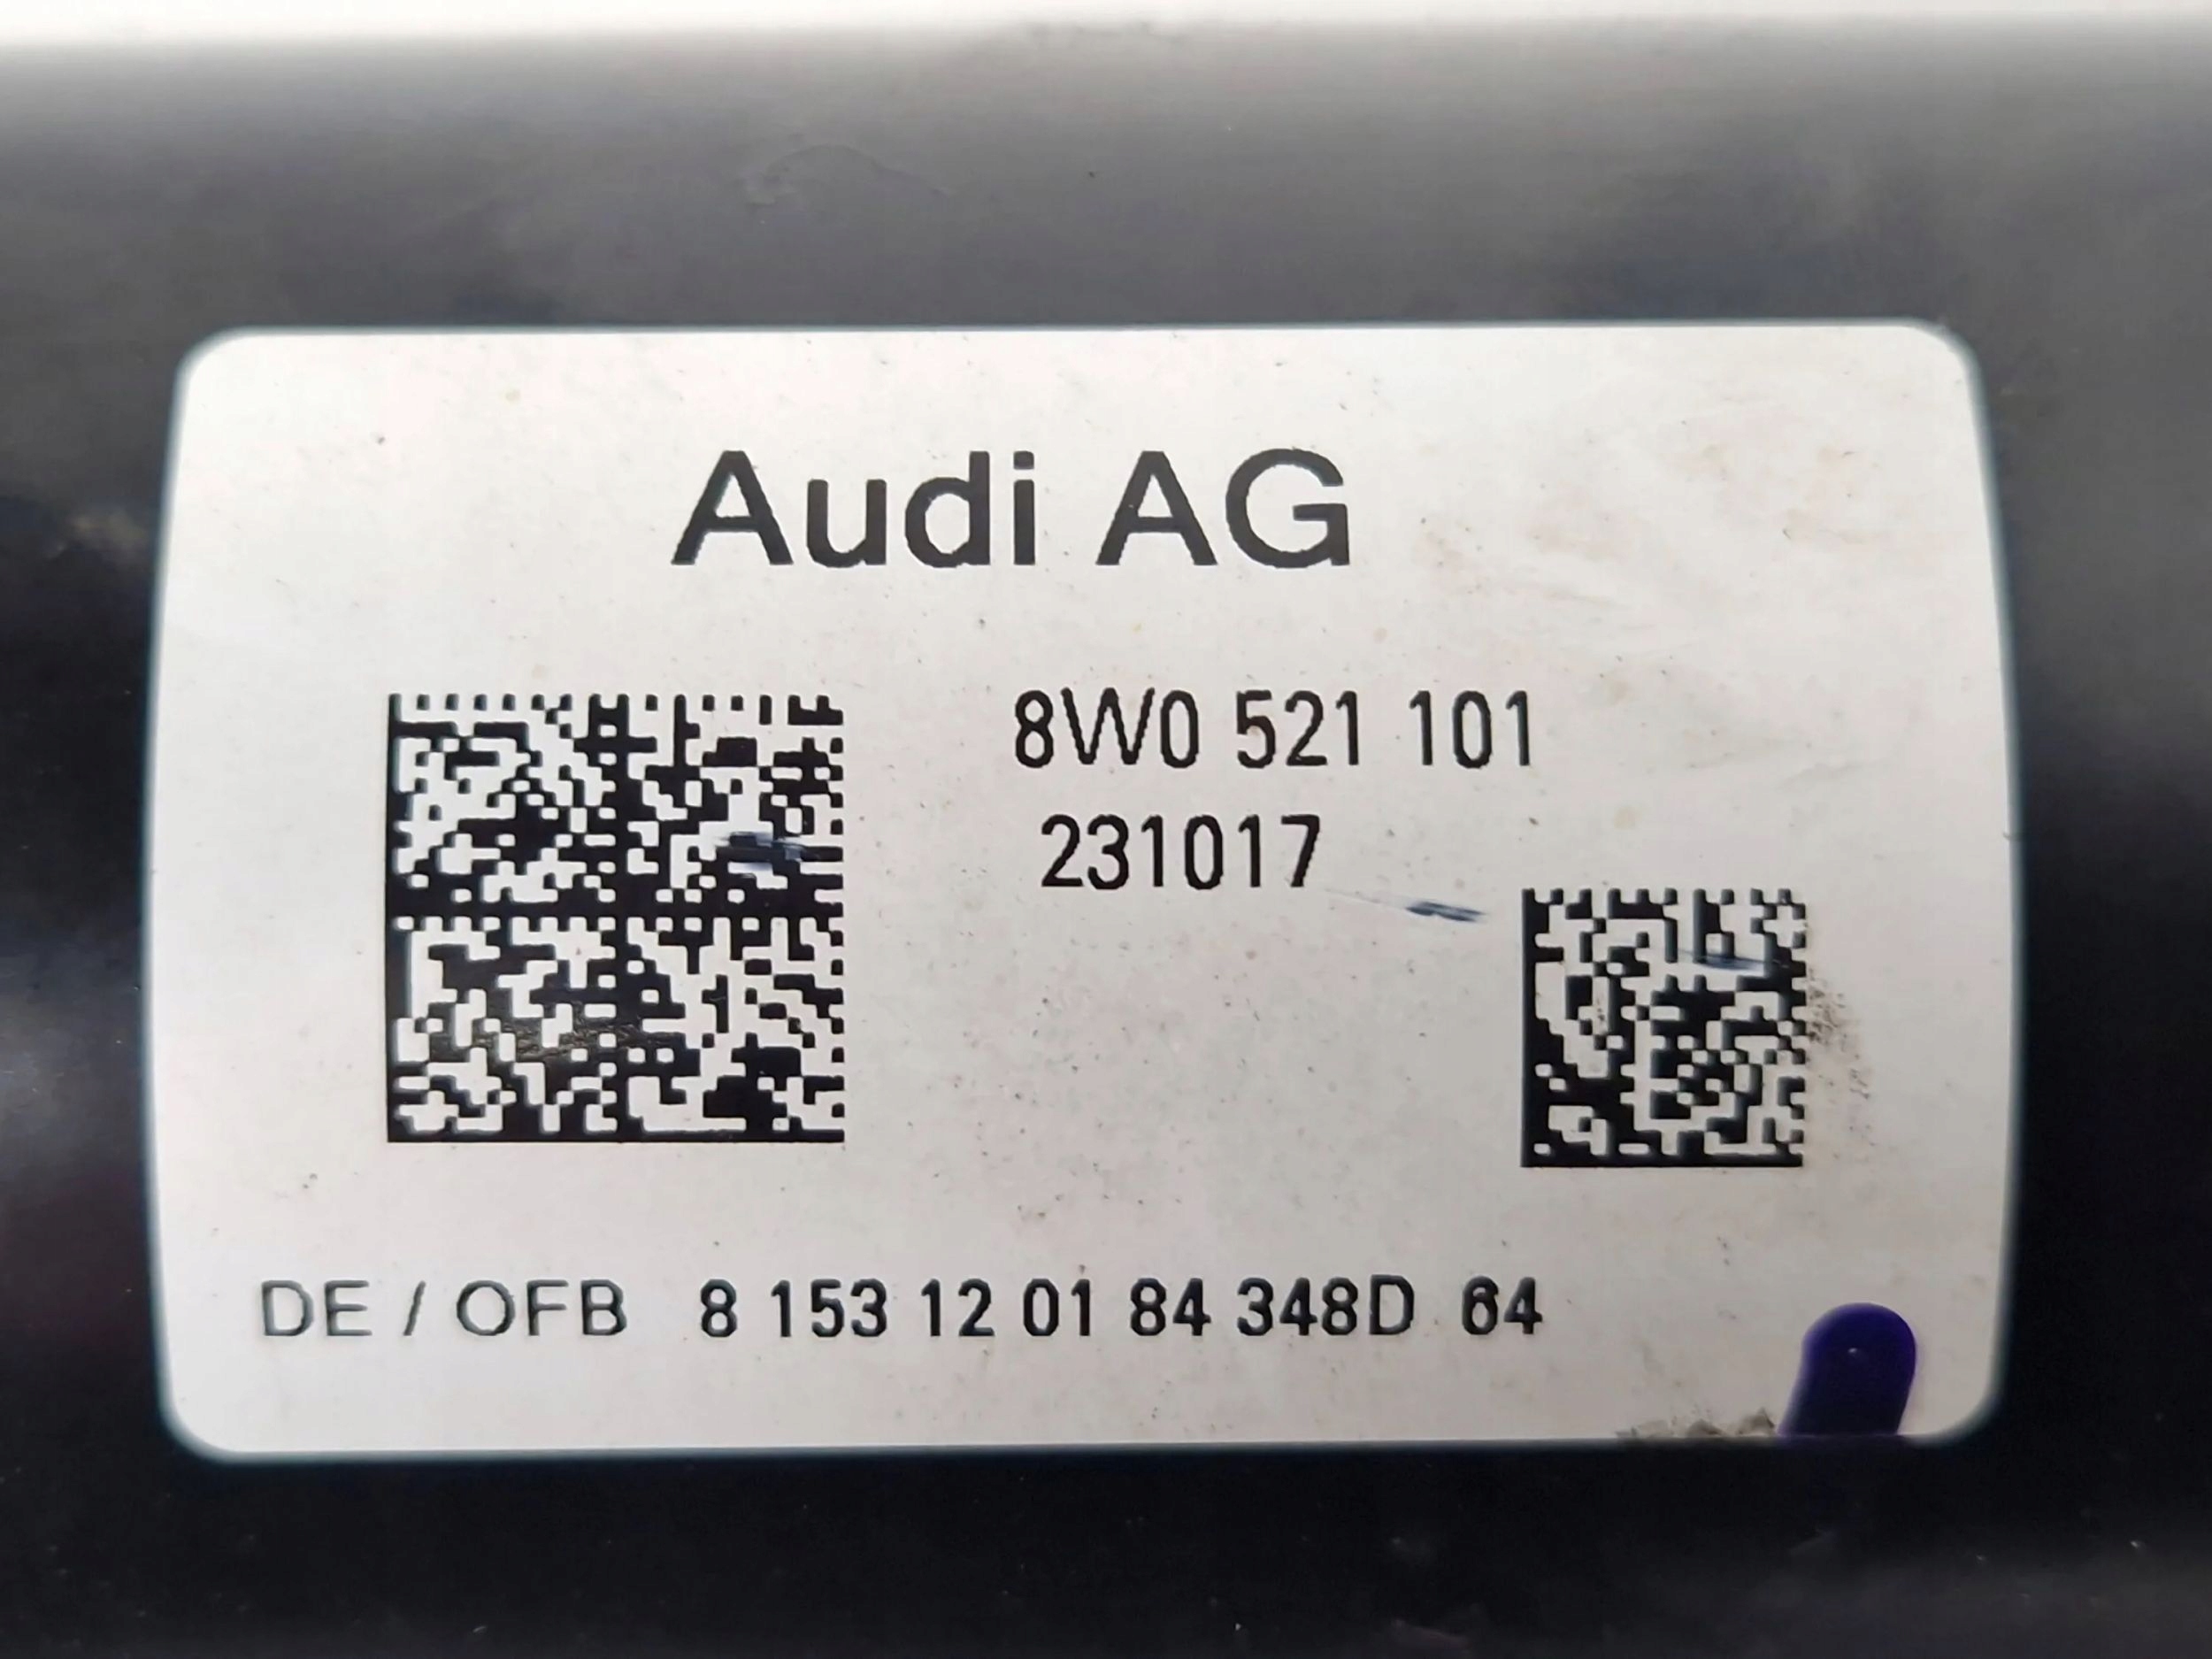 Audi AG
8W0 521 101
231017
DE / OFB 8 153 12 01 84 348D 64